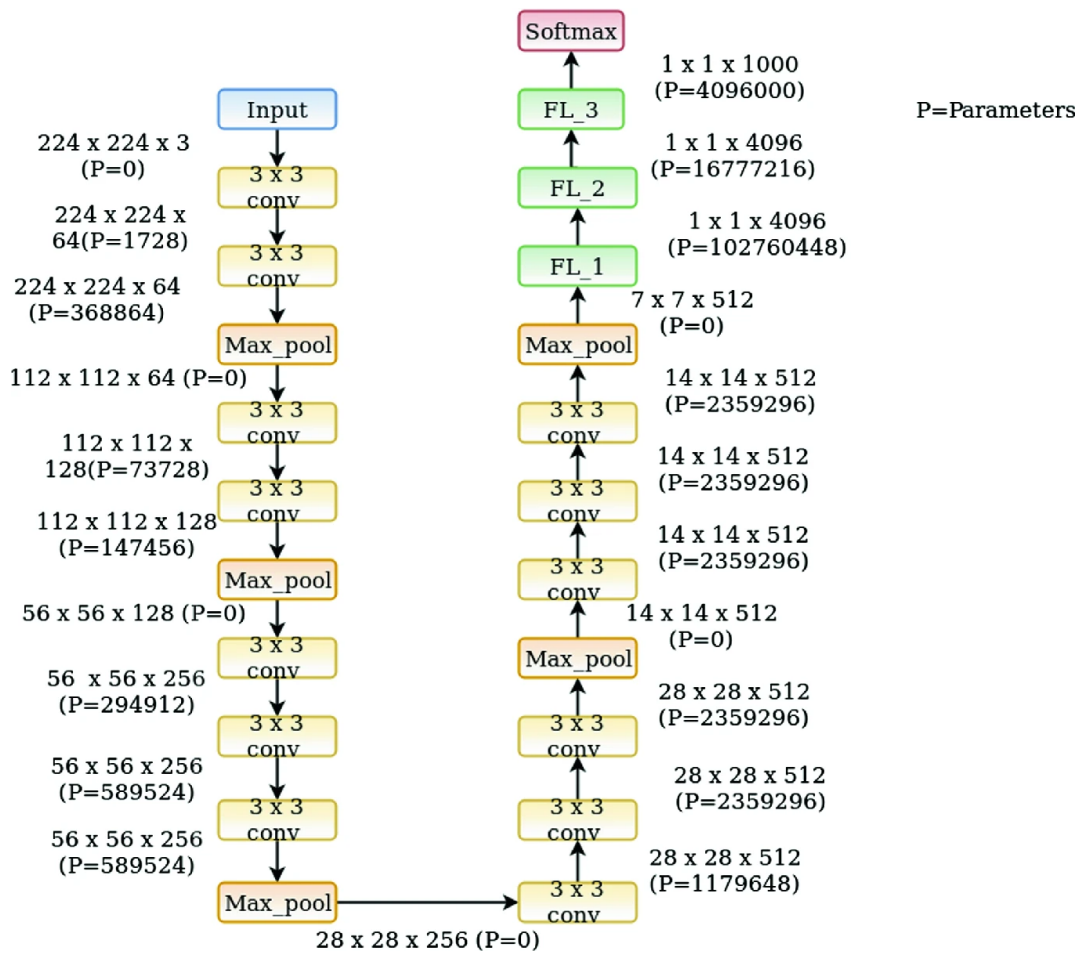 Input
224 x 224 x 3
(P=0)
3 x 3
conv
224 x 224 x
64(P=1728)
3 x 3
conv
224 x 224 x 64
(P=368864)
Max_pool
112 x 112 x 64 (P=0)
3 x 3
conv
112 x 112 x
128(P=73728)
3 x 3
conv
112 x 112 x 128
(P=147456)
Max_pool
56 x 56 x 128 (P=0)
3 x 3
conv
56 x 56 x 256
(P=294912)
3 x 3
conv
56 x 56 x 256
(P=589524)
3 x 3
conv
56 x 56 x 256
(P=589524)
Max_pool
28 x 28 x 256 (P=0)
Softmax
1 x 1 x 1000
(P=4096000)
FL_3
1 x 1 x 4096
(P=16777216)
FL_2
1 x 1 x 4096
(P=102760448)
FL_1
7 x 7 x 512
(P=0)
Max_pool
14 x 14 x 512
(P=2359296)
3 x 3
conv
14 x 14 x 512
(P=2359296)
3 x 3
conv
14 x 14 x 512
(P=2359296)
3 x 3
conv
14 x 14 x 512
(P=0)
Max_pool
28 x 28 x 512
(P=2359296)
3 x 3
conv
28 x 28 x 512
(P=2359296)
3 x 3
conv
28 x 28 x 512
(P=1179648)
3 x 3
conv
P=Parameters